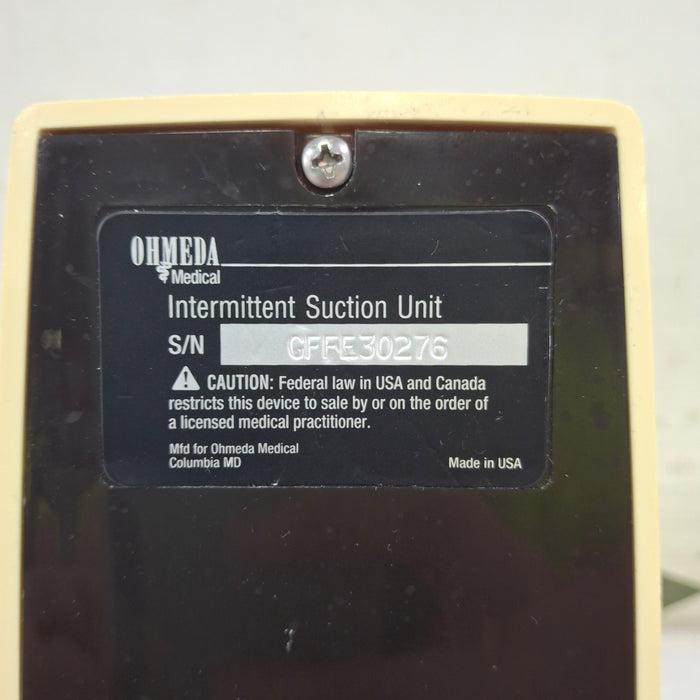 OHMEDA
Medical
Intermittent Suction Unit
S/N GFFE30276
CAUTION: Federal law in USA and Canada
restricts this device to sale by or on the order of
a licensed medical practitioner.
Mfd for Ohmeda Medical
Columbia MD
Made in USA